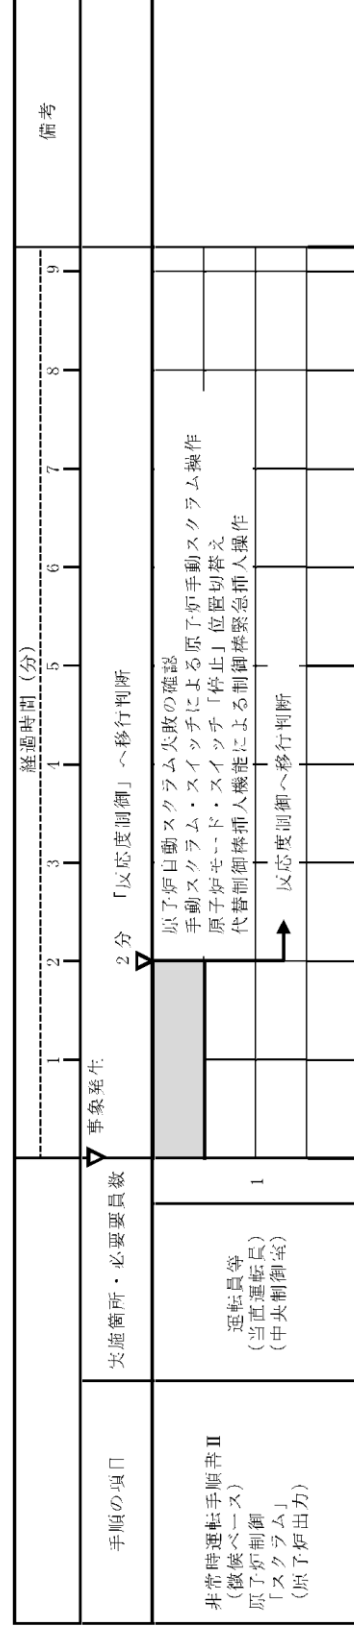 経過時間（分）
備考
1
2
3
4
5
6
7
8
9
手順の項目
実施箇所・必要要員数
事象発生
2分 「反応度制御」へ移行判断
非常時運転手順書Ⅱ
（徴候ベース）
原子炉制御
「スクラム」
（原子炉出力）
運転員等
（当直運転員）
（中央制御室）
1
原子炉自動スクラム失敗の確認
手動スクラム・スイッチによる原子炉手動スクラム操作
原子炉モード・スイッチ「停止」位置切替え
代替制御棒挿入機能による制御棒緊急挿入操作
反応度制御へ移行判断